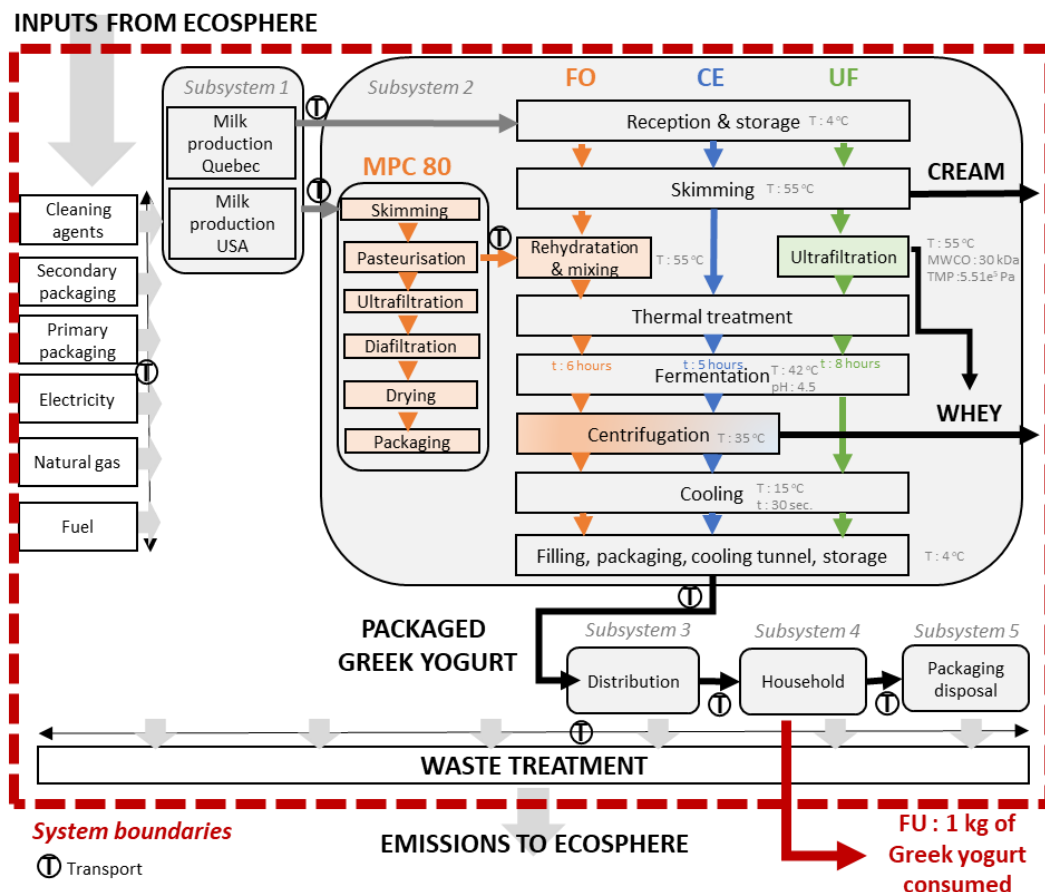 INPUTS FROM ECOSPHERE
Subsystem 1
Milk
production
Quebec
Milk
production
USA
T
T
Subsystem 2
FO
CE
UF
Reception & storage
T : 4 °C
Skimming
T : 55 °C
CREAM
MPC 80
Skimming
Pasteurisation
Ultrafiltration
Diafiltration
Drying
Packaging
T
Rehydratation
& mixing
T : 55 °C
Ultrafiltration
T : 55 °C
MWCO : 30 kDa
TMP :5.51e⁵ Pa
Thermal treatment
t : 6 hours
t : 5 hours
t : 8 hours
Fermentation
T : 42 °C
pH : 4.5
WHEY
Centrifugation
T : 35 °C
Cooling
T : 15 °C
t : 30 sec.
Filling, packaging, cooling tunnel, storage
T : 4 °C
Cleaning
agents
Secondary
packaging
Primary
packaging
T
Electricity
Natural gas
Fuel
T
PACKAGED
GREEK YOGURT
Subsystem 3
Distribution
T
Subsystem 4
Household
T
Subsystem 5
Packaging
disposal
T
WASTE TREATMENT
System boundaries
T Transport
EMISSIONS TO ECOSPHERE
FU : 1 kg of
Greek yogurt
consumed